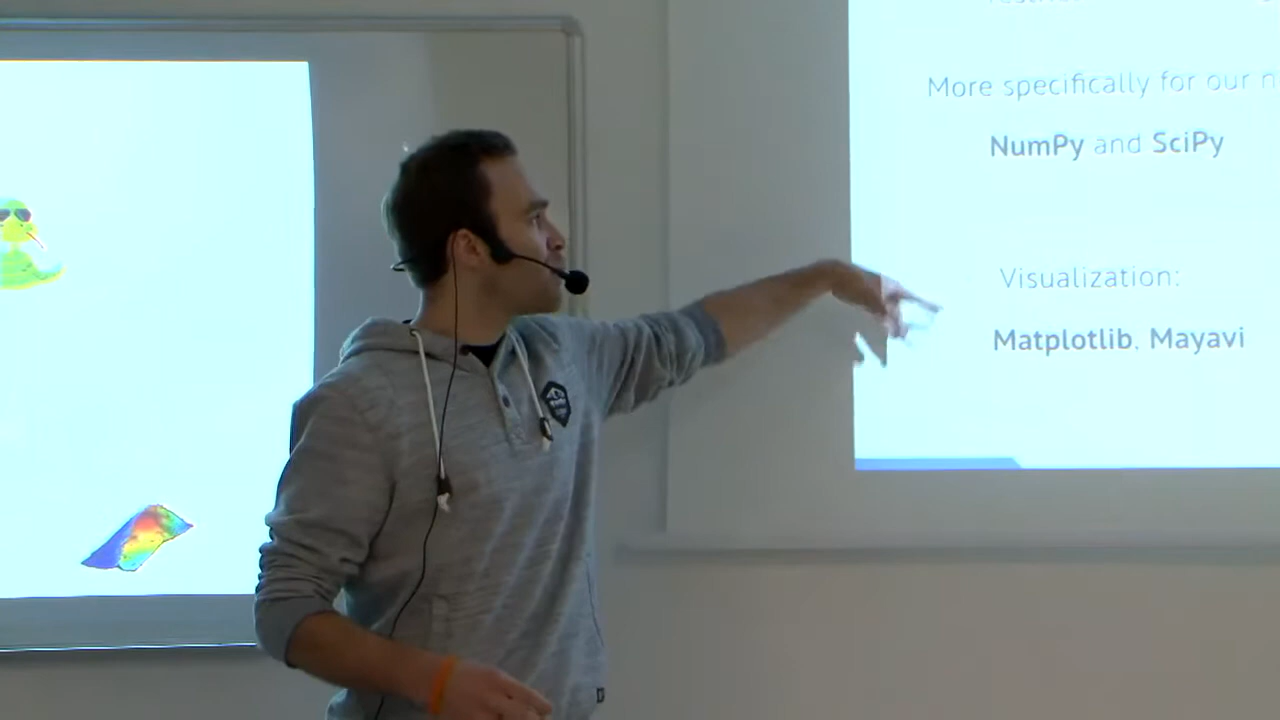 More specifically for our n
NumPy and SciPy
Visualization:
Matplotlib, Mayavi